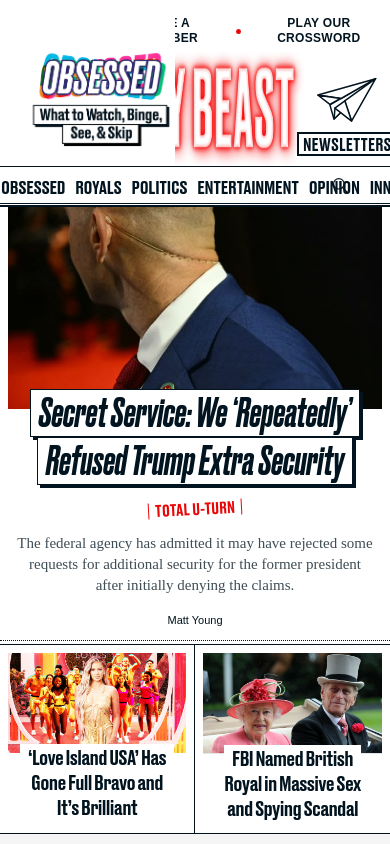 E A
BER
PLAY OUR
CROSSWORD
OBSESSED
What to Watch, Binge,
See, & Skip
Y BEAST
NEWSLETTERS
OBSESSED ROYALS POLITICS ENTERTAINMENT OPINION INN
Secret Service: We ‘Repeatedly’
Refused Trump Extra Security
TOTAL U-TURN
The federal agency has admitted it may have rejected some
requests for additional security for the former president
after initially denying the claims.
Matt Young
‘Love Island USA’ Has
Gone Full Bravo and
It’s Brilliant
FBI Named British
Royal in Massive Sex
and Spying Scandal